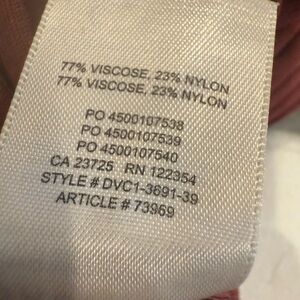 77% VISCOSE, 23% NYLON
77% VISCOSE, 23% NYLON
PO 4500107538
PO 4500107539
PO 4500107540
CA 23725 RN 122354
STYLE # DVC1-3691-39
ARTICLE # 73969